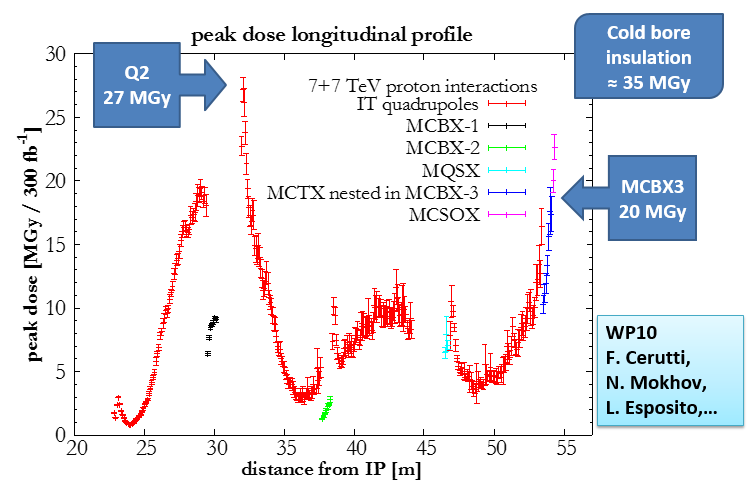 peak dose longitudinal profile
Cold bore
insulation
≈ 35 MGy
Q2
27 MGy
7+7 TeV proton interactions
IT quadrupoles
MCBX-1
MCBX-2
MQSX
MCTX nested in MCBX-3
MCSOX
MCBX3
20 MGy
WP10
F. Cerutti,
N. Mokhov,
L. Esposito,...
peak dose [MGy / 300 fb-1]
30
25
20
15
10
5
0
20 25 30 35 40 45 50 55
distance from IP [m]